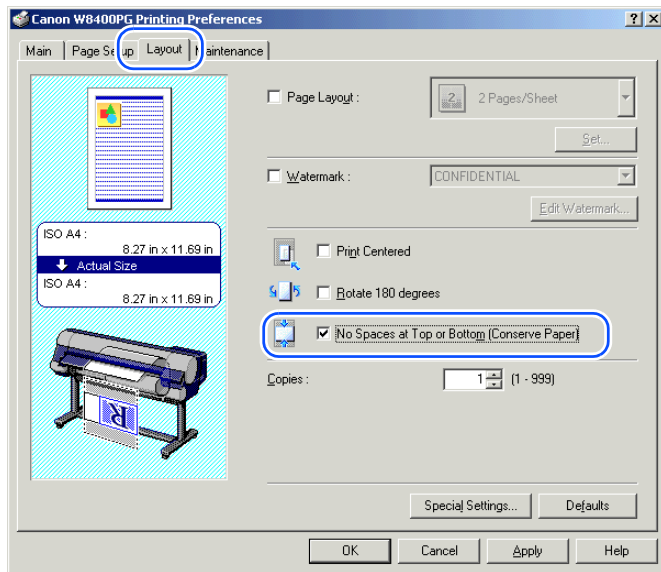 Canon W8400PG Printing Preferences
Main Page Setup Layout Maintenance
Page Layout :
2 2 Pages/Sheet
Set...
Watermark :
CONFIDENTIAL
Edit Watermark...
ISO A4 :
8.27 in x 11.69 in
Actual Size
ISO A4 :
8.27 in x 11.69 in
Print Centered
Rotate 180 degrees
No Spaces at Top or Bottom (Conserve Paper)
R
Copies :
1 (1 - 999)
Special Settings... Defaults
OK Cancel Apply Help